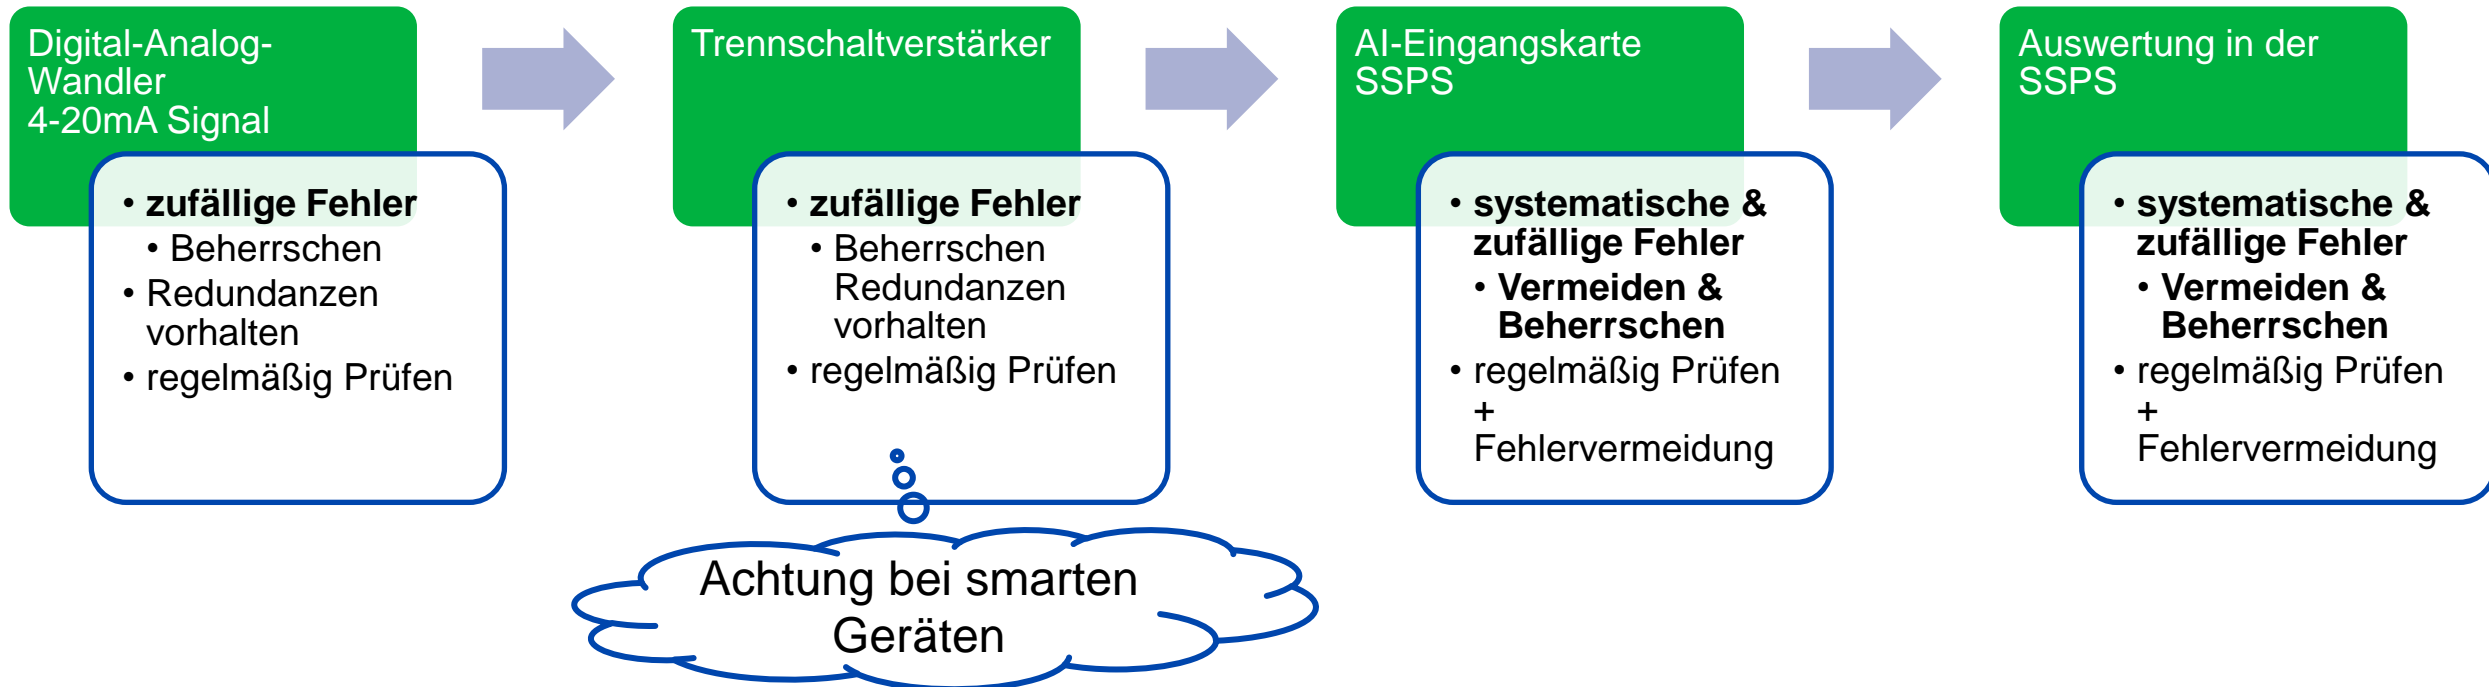 Digital-Analog-
Wandler
4-20mA Signal
• zufällige Fehler
• Beherrschen
• Redundanzen
vorhalten
• regelmäßig Prüfen
Trennschaltverstärker
• zufällige Fehler
• Beherrschen
Redundanzen
vorhalten
• regelmäßig Prüfen
AI-Eingangskarte
SSPS
• systematische &
zufällige Fehler
• Vermeiden &
Beherrschen
• regelmäßig Prüfen
+
Fehlervermeidung
Auswertung in der
SSPS
• systematische &
zufällige Fehler
• Vermeiden &
Beherrschen
• regelmäßig Prüfen
+
Fehlervermeidung
Achtung bei smarten
Geräten